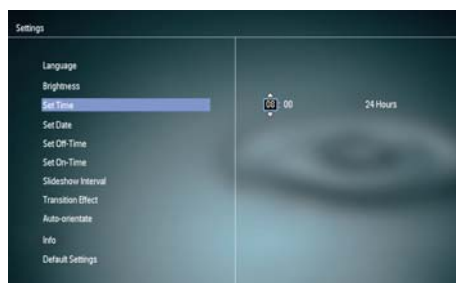 Settings
Language
Brightness
Set Time
00 : 00 24 Hours
Set Date
Set Off-Time
Set On-Time
Slideshow Interval
Transition Effect
Auto-orientate
Info
Default Settings